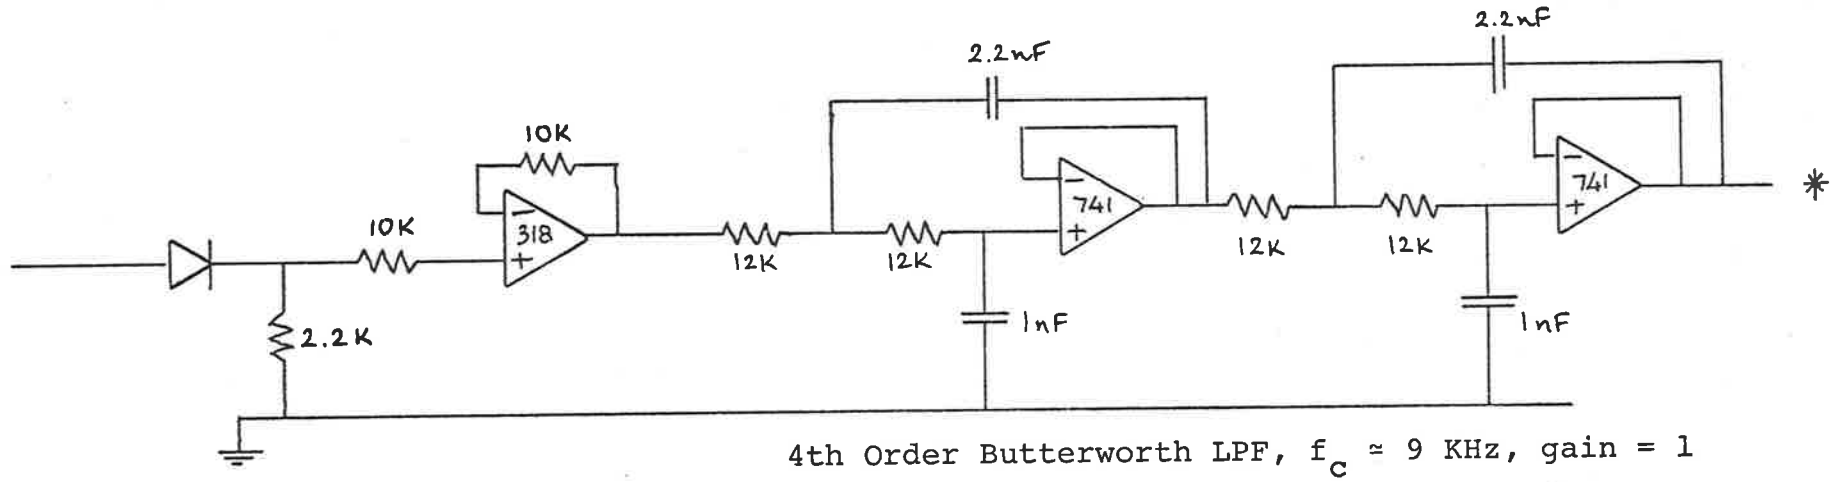 2.2nF
2.2nF
10K
10K
- 318 +
- 741 +
- 741 +
*
12K
12K
12K
12K
2.2K
1nF
1nF
4th Order Butterworth LPF, fc ≃ 9 KHz, gain = 1